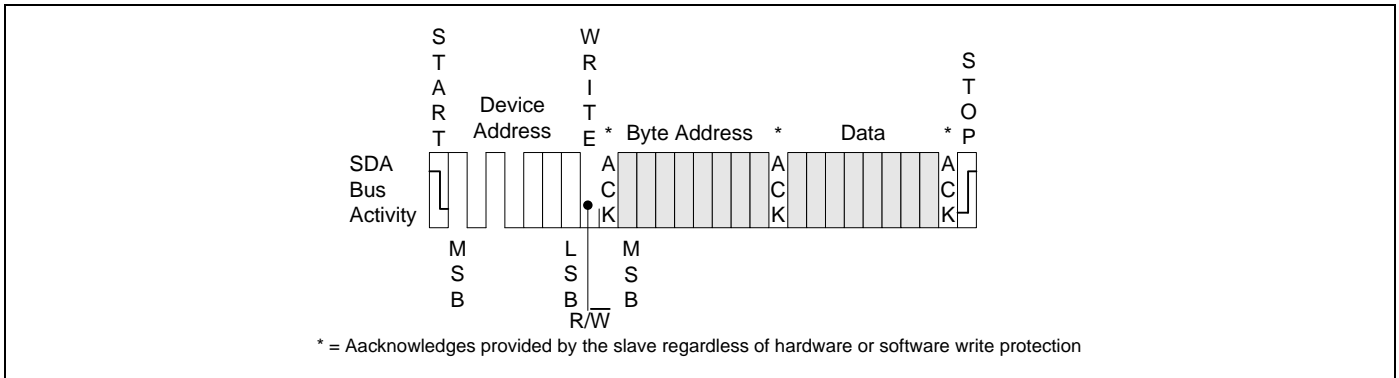 START
WRITE
STOP
Device
Address
* Byte Address * Data *
SDA
Bus
Activity
ACK
ACK
ACK
MSB
LSB
MSB
R/W̅
* = Aacknowledges provided by the slave regardless of hardware or software write protection